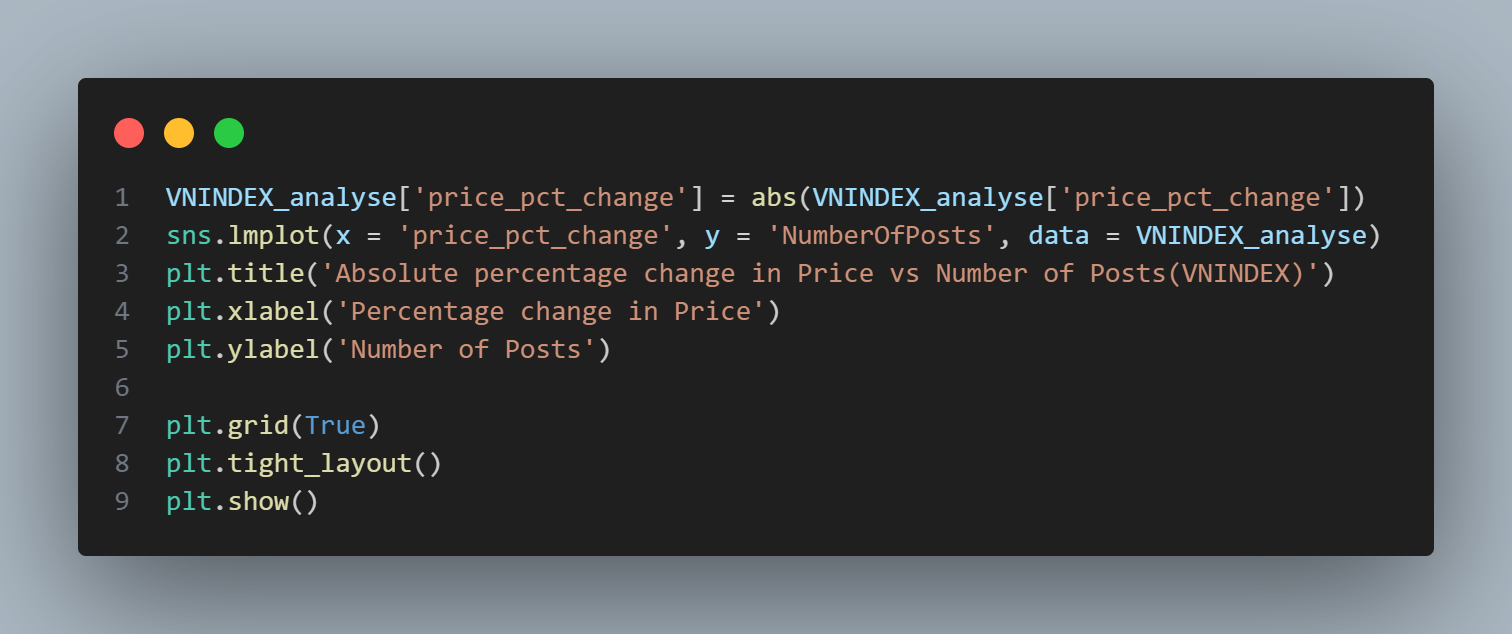 1 VNINDEX_analyse['price_pct_change'] = abs(VNINDEX_analyse['price_pct_change'])
2 sns.lmplot(x = 'price_pct_change', y = 'NumberOfPosts', data = VNINDEX_analyse)
3 plt.title('Absolute percentage change in Price vs Number of Posts(VNINDEX)')
4 plt.xlabel('Percentage change in Price')
5 plt.ylabel('Number of Posts')
6
7 plt.grid(True)
8 plt.tight_layout()
9 plt.show()